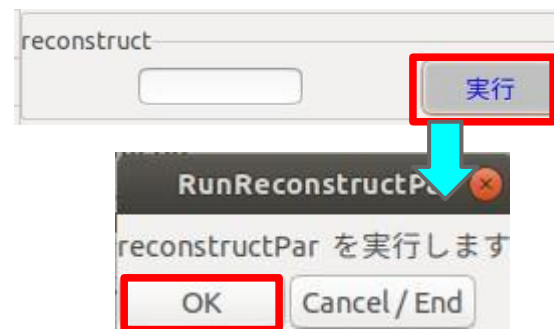 reconstruct
実行
RunReconstructPa
reconstructPar を実行します
OK
Cancel / End